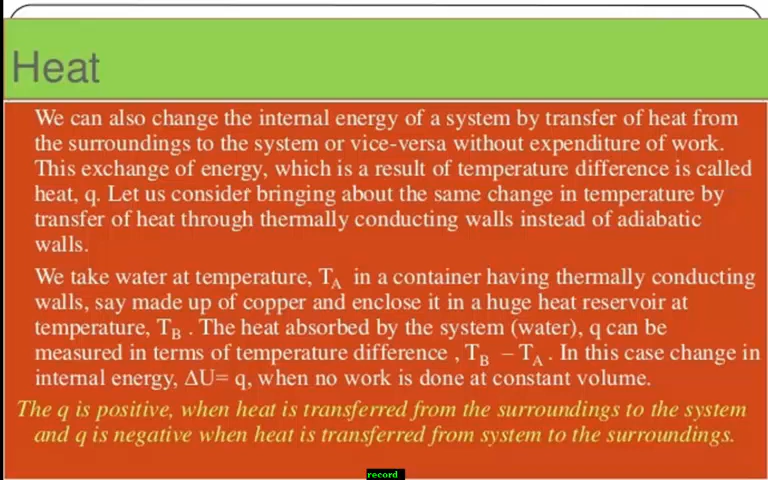 Heat
We can also change the internal energy of a system by transfer of heat from
the surroundings to the system or vice-versa without expenditure of work.
This exchange of energy, which is a result of temperature difference is called
heat, q. Let us consider bringing about the same change in temperature by
transfer of heat through thermally conducting walls instead of adiabatic
walls.
We take water at temperature, T_A in a container having thermally conducting
walls, say made up of copper and enclose it in a huge heat reservoir at
temperature, T_B . The heat absorbed by the system (water), q can be
measured in terms of temperature difference , T_B – T_A . In this case change in
internal energy, ΔU= q, when no work is done at constant volume.
The q is positive, when heat is transferred from the surroundings to the system
and q is negative when heat is transferred from system to the surroundings.
record